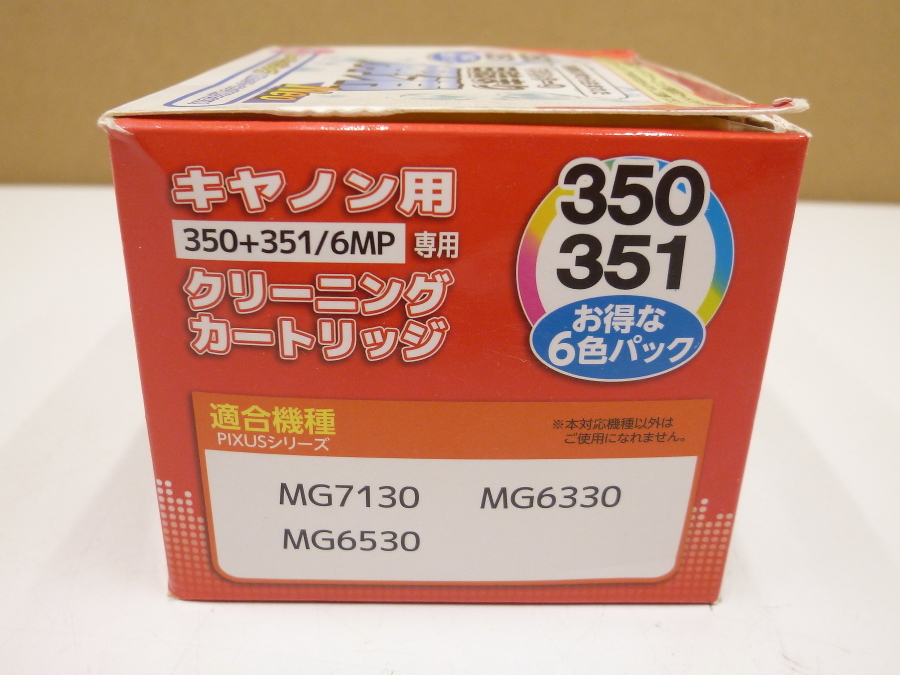 キヤノン用
350+351/6MP 専用
クリーニング
カートリッジ
350
351
お得な
6色パック
適合機種
PIXUSシリーズ
※本対応機種以外は
ご使用になれません。
MG7130 MG6330
MG6530